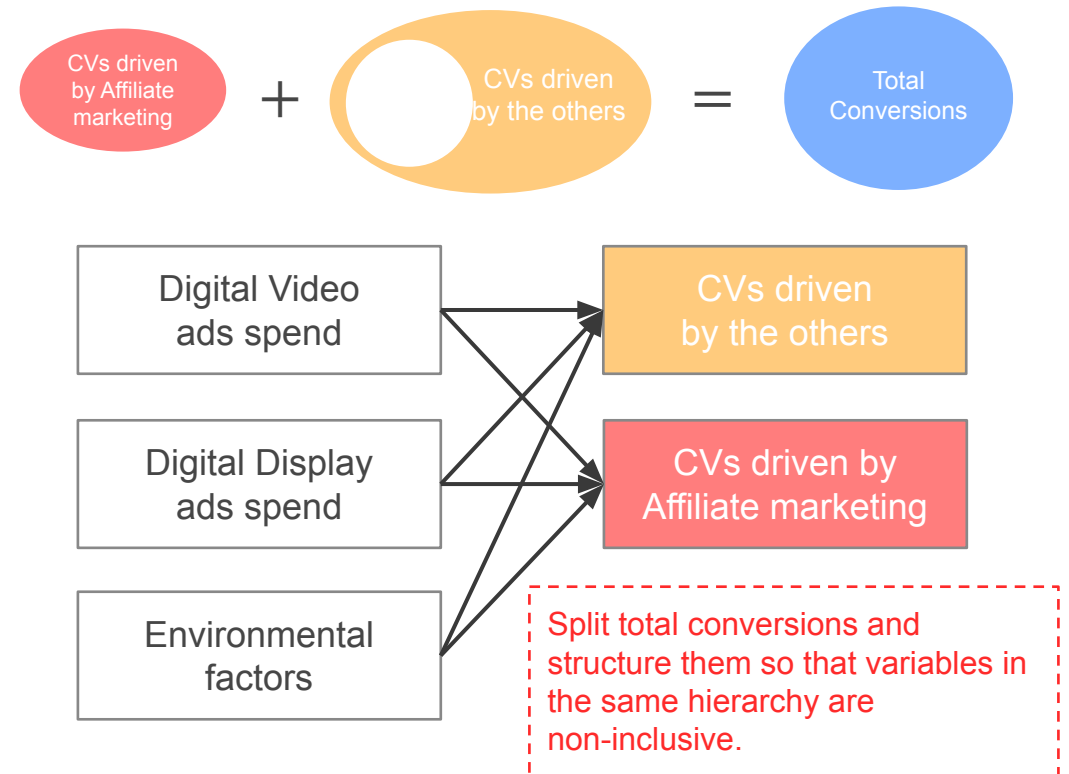 CVs driven
by Affiliate
marketing
+
CVs driven
by the others
=
Total
Conversions
Digital Video
ads spend
CVs driven
by the others
Digital Display
ads spend
CVs driven by
Affiliate marketing
Environmental
factors
Split total conversions and
structure them so that variables in
the same hierarchy are
non-inclusive.